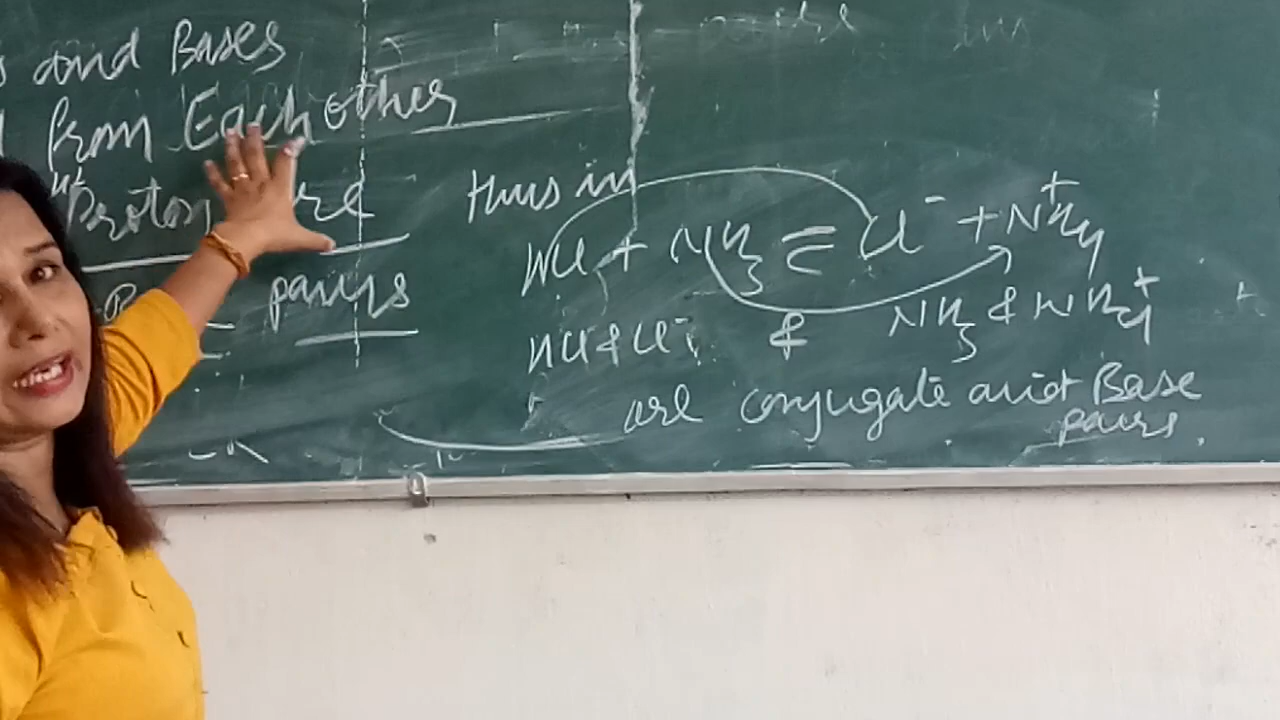 and Bases
from Each other
Proton are
pairs
thus in
HCl + NH3 = Cl⁻ + NH4⁺
HCl & Cl⁻ & NH3 & NH4⁺
are conjugate acid Base
pairs.